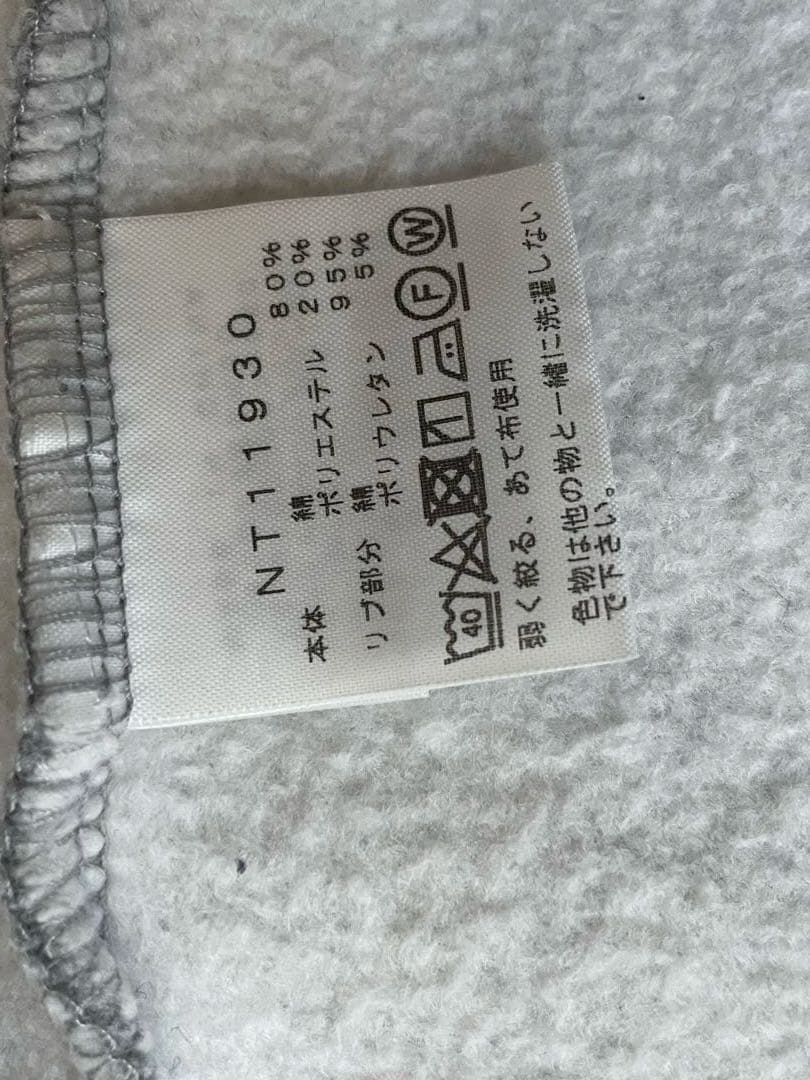 NT11930
本体 綿 80%
ポリエステル 20%
リブ部分 綿 95%
ポリウレタン 5%
40 F W
弱く絞る、あて布使用
色物は他の物と一緒に洗濯しない
で下さい。